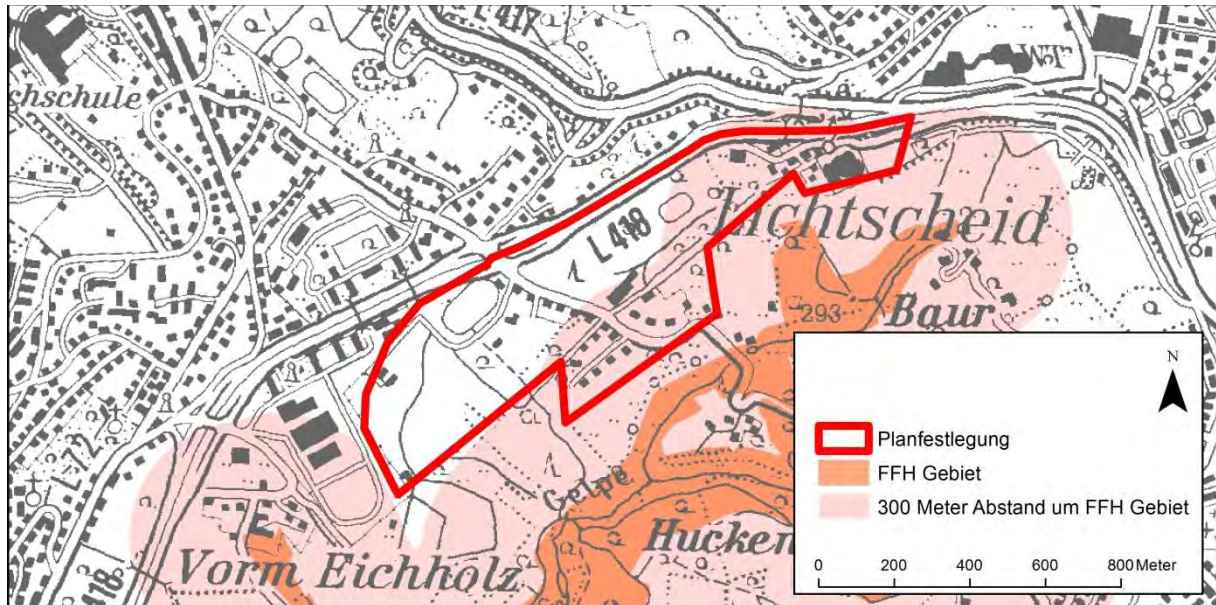 L 417
chschule
W.T.
Lichtscheid
L 418
293
Baur
L 722
Gelpe
Hucken
Vorm Eichholz
L 418
N
Planfestlegung
FFH Gebiet
300 Meter Abstand um FFH Gebiet
0 200 400 600 800 Meter